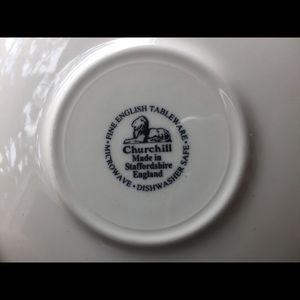 • FINE ENGLISH TABLEWARE •
Churchill
Made in
Staffordshire
England
MICROWAVE • DISHWASHER SAFE